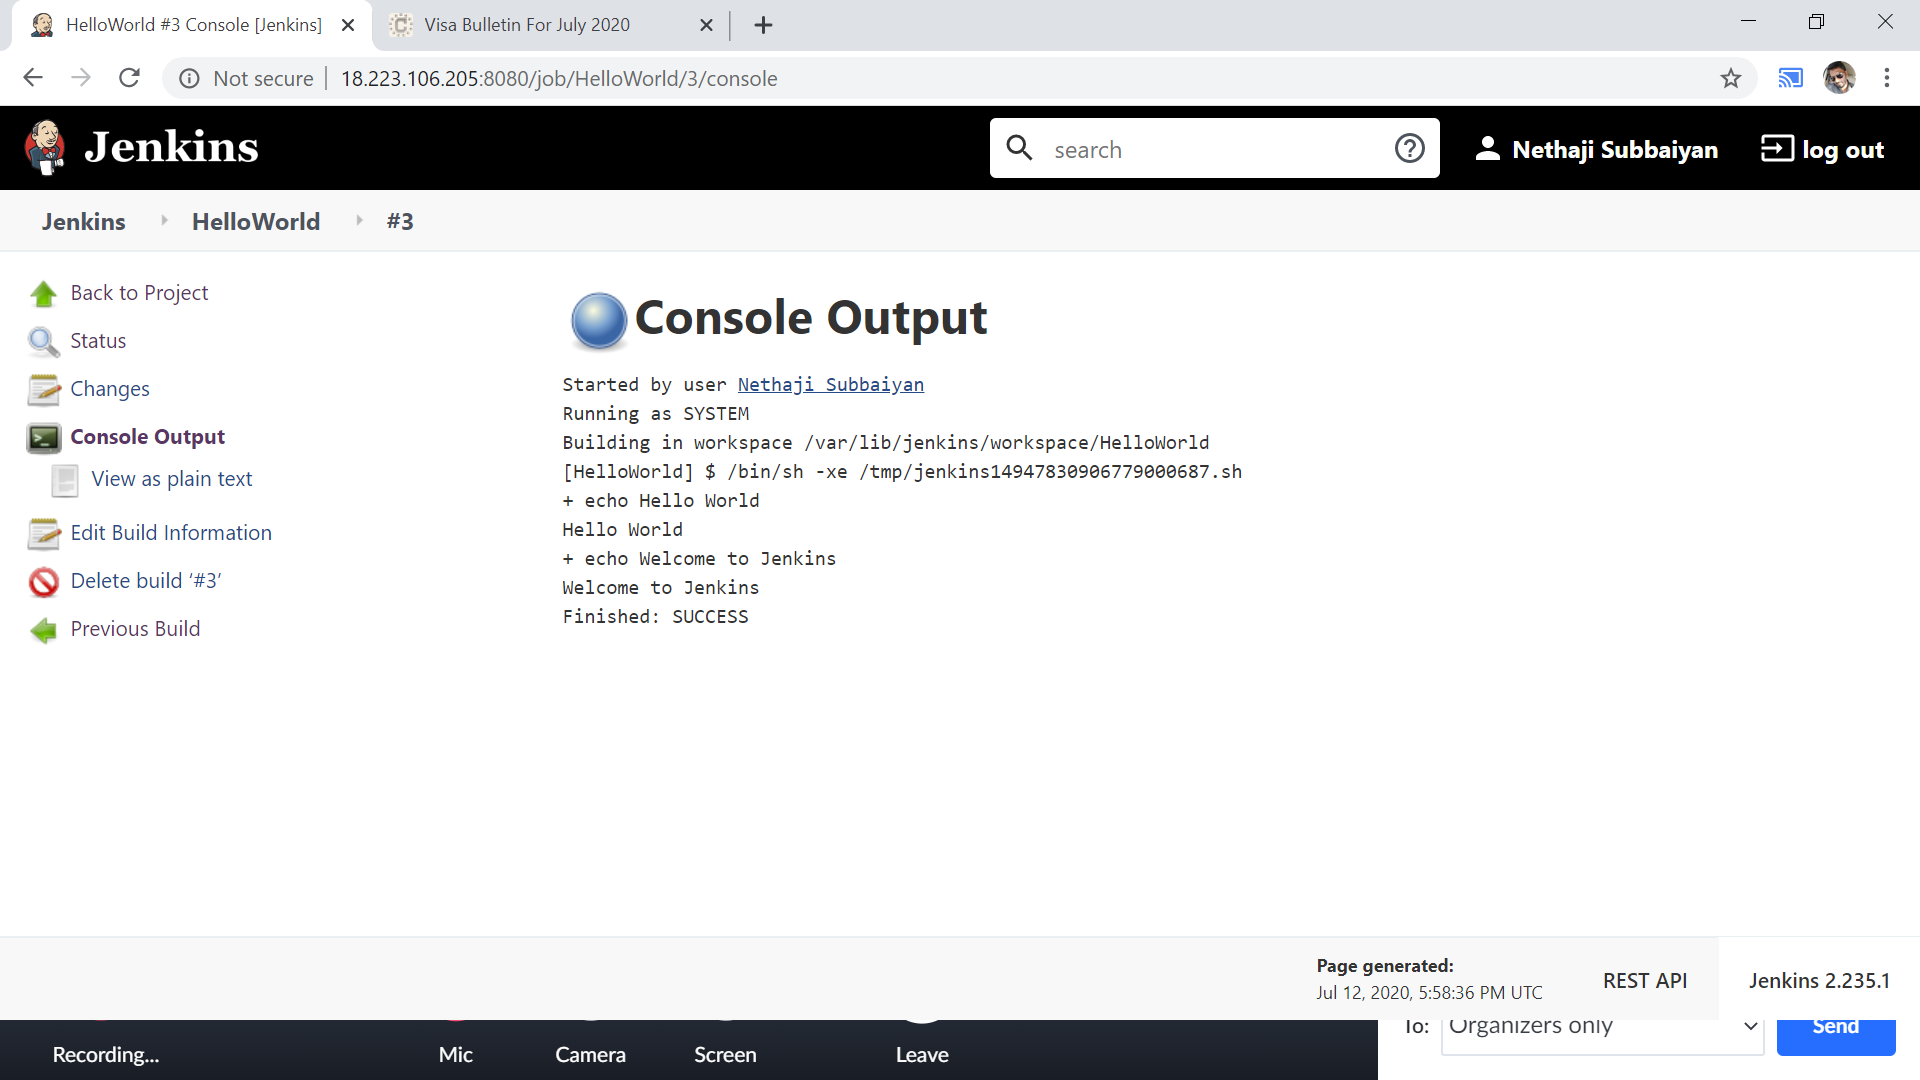 HelloWorld #3 Console [Jenkins]
Visa Bulletin For July 2020
Not secure
18.223.106.205:8080/job/HelloWorld/3/console
Jenkins
search
Nethaji Subbaiyan
log out
Jenkins
HelloWorld
#3
Back to Project
Status
Changes
Console Output
View as plain text
Edit Build Information
Delete build ‘#3’
Previous Build
Console Output
Started by user Nethaji Subbaiyan
Running as SYSTEM
Building in workspace /var/lib/jenkins/workspace/HelloWorld
[HelloWorld] $ /bin/sh -xe /tmp/jenkins14947830906779000687.sh
+ echo Hello World
Hello World
+ echo Welcome to Jenkins
Welcome to Jenkins
Finished: SUCCESS
Page generated:
Jul 12, 2020, 5:58:36 PM UTC
REST API
Jenkins 2.235.1
To:
Organizers only
Send
Recording...
Mic
Camera
Screen
Leave